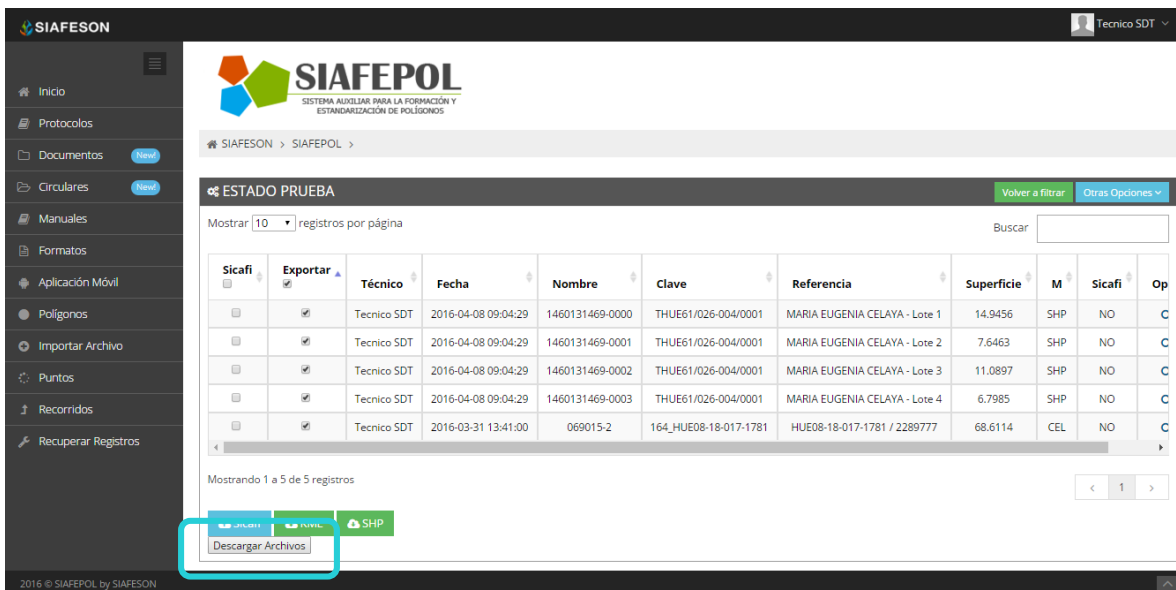 SIAFESON
Tecnico SDT
Inicio
Protocolos
Documentos New!
Circulares New!
Manuales
Formatos
Aplicación Móvil
Polígonos
Importar Archivo
Puntos
Recorridos
Recuperar Registros
SIAFEPOL
SISTEMA AUXILIAR PARA LA FORMACIÓN Y
ESTANDARIZACIÓN DE POLÍGONOS
SIAFESON > SIAFEPOL >
ESTADO PRUEBA
Volver a filtrar Otras Opciones
Mostrar 10 registros por página
Buscar
Sicafi Exportar Técnico Fecha Nombre Clave Referencia Superficie M Sicafi Op
Tecnico SDT 2016-04-08 09:04:29 1460131469-0000 THUE61/026-004/0001 MARIA EUGENIA CELAYA - Lote 1 14.9456 SHP NO
Tecnico SDT 2016-04-08 09:04:29 1460131469-0001 THUE61/026-004/0001 MARIA EUGENIA CELAYA - Lote 2 7.6463 SHP NO
Tecnico SDT 2016-04-08 09:04:29 1460131469-0002 THUE61/026-004/0001 MARIA EUGENIA CELAYA - Lote 3 11.0897 SHP NO
Tecnico SDT 2016-04-08 09:04:29 1460131469-0003 THUE61/026-004/0001 MARIA EUGENIA CELAYA - Lote 4 6.7985 SHP NO
Tecnico SDT 2016-03-31 13:41:00 069015-2 164_HUE08-18-017-1781 HUE08-18-017-1781 / 2289777 68.6114 CEL NO
Mostrando 1 a 5 de 5 registros
< 1 >
Sicafi KML SHP
Descargar Archivos
2016 © SIAFEPOL by SIAFESON